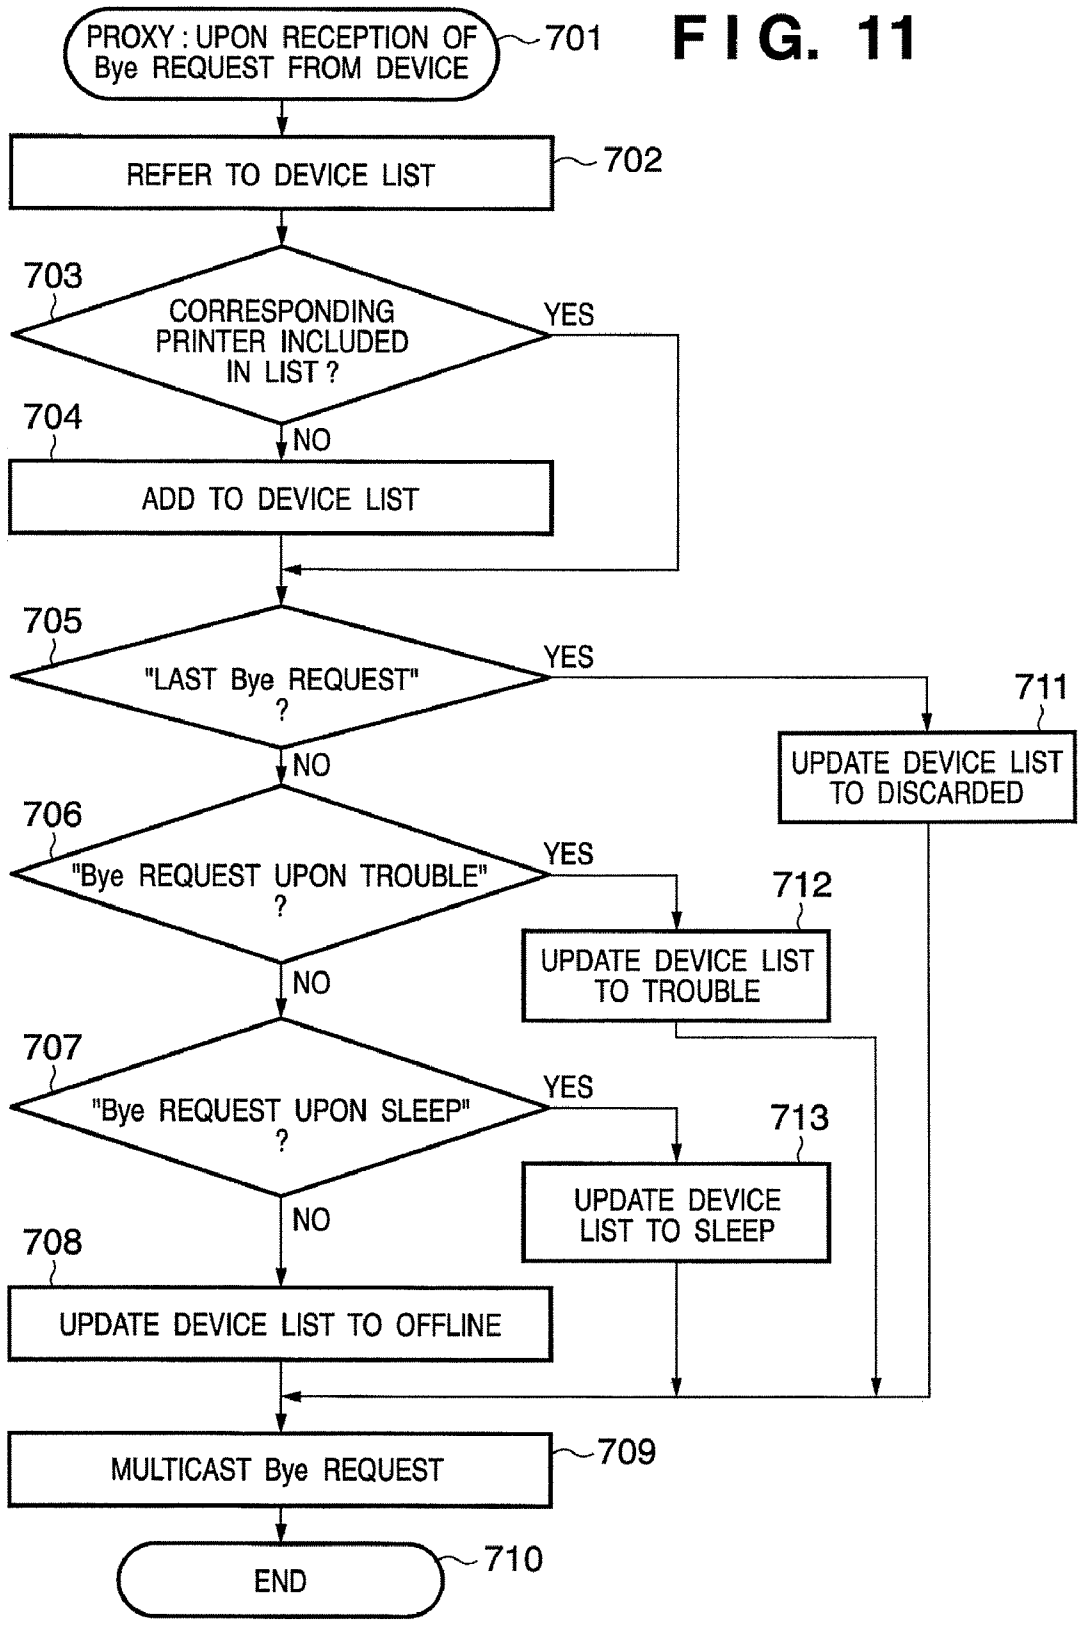 FIG. 11
PROXY : UPON RECEPTION OF
Bye REQUEST FROM DEVICE
701
REFER TO DEVICE LIST
702
703
CORRESPONDING
PRINTER INCLUDED
IN LIST ?
YES
NO
704
ADD TO DEVICE LIST
705
"LAST Bye REQUEST"
?
YES
NO
711
UPDATE DEVICE LIST
TO DISCARDED
706
"Bye REQUEST UPON TROUBLE"
?
YES
NO
712
UPDATE DEVICE LIST
TO TROUBLE
707
"Bye REQUEST UPON SLEEP"
?
YES
NO
713
UPDATE DEVICE
LIST TO SLEEP
708
UPDATE DEVICE LIST TO OFFLINE
MULTICAST Bye REQUEST
709
END
710